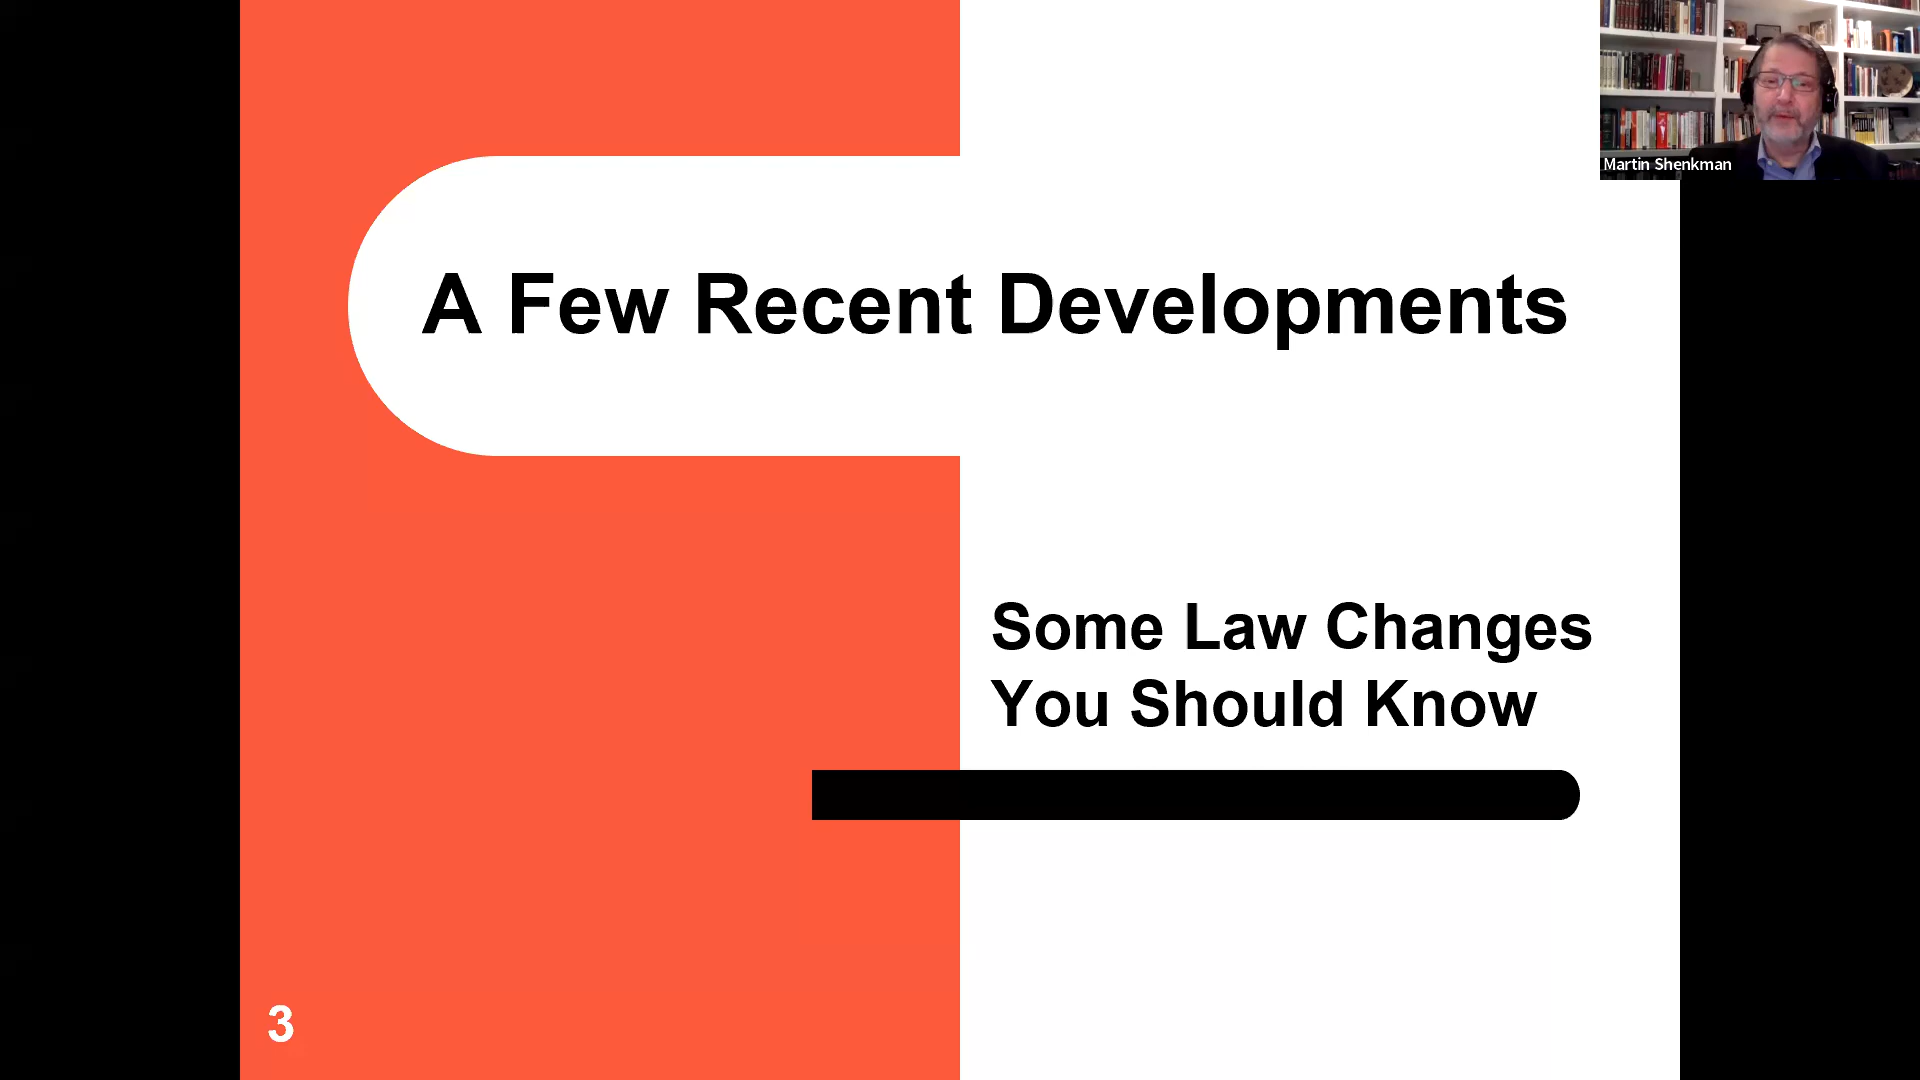 Martin Shenkman
A Few Recent Developments
Some Law Changes
You Should Know
3